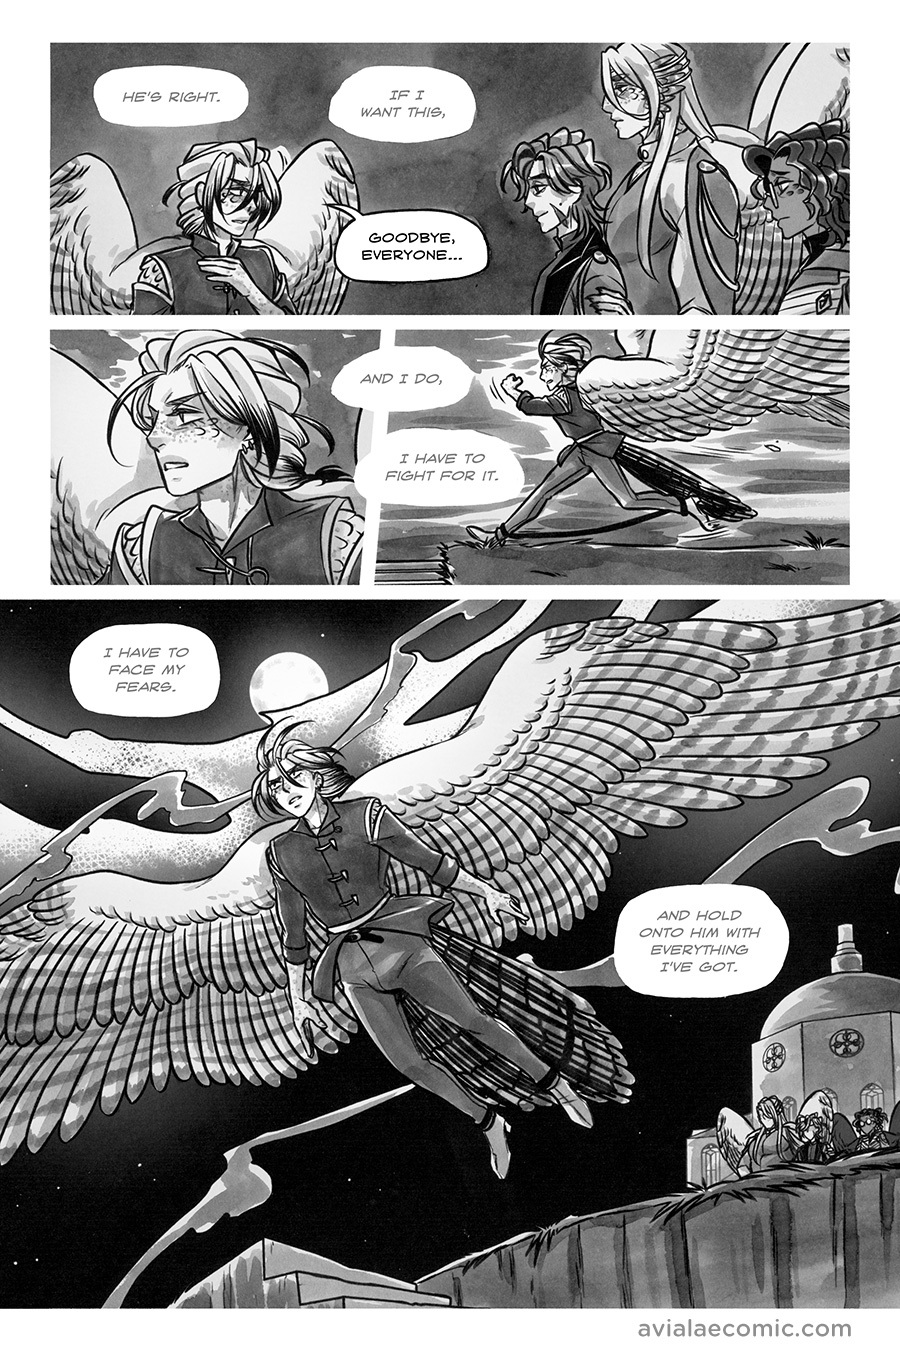 HE'S RIGHT.
IF I
WANT THIS,
GOODBYE,
EVERYONE...
AND I DO,
I HAVE TO
FIGHT FOR IT.
I HAVE TO
FACE MY
FEARS.
AND HOLD
ONTO HIM WITH
EVERYTHING
I'VE GOT.
avialaecomic.com